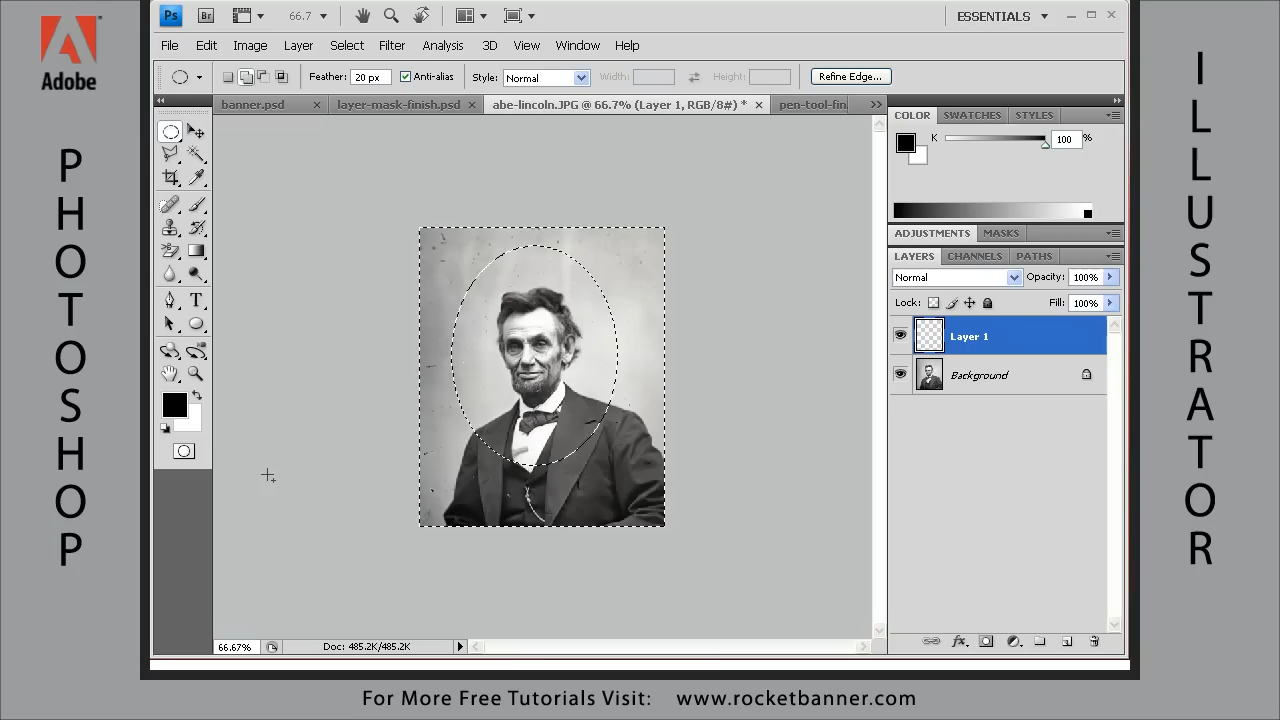 Adobe
PHOTOSHOP
ILLUSTRATOR
Ps Br 66.7 ESSENTIALS
File Edit Image Layer Select Filter Analysis 3D View Window Help
Feather: 20 px Anti-alias Style: Normal Width: Height: Refine Edge...
banner.psd layer-mask-finish.psd abe-lincoln.JPG @ 66.7% (Layer 1, RGB/8#) * pen-tool-fin
COLOR SWATCHES STYLES
K 100 %
ADJUSTMENTS MASKS
LAYERS CHANNELS PATHS
Normal Opacity: 100%
Lock: Fill: 100%
Layer 1
Background
66.67% Doc: 485.2K/485.2K
For More Free Tutorials Visit: www.rocketbanner.com